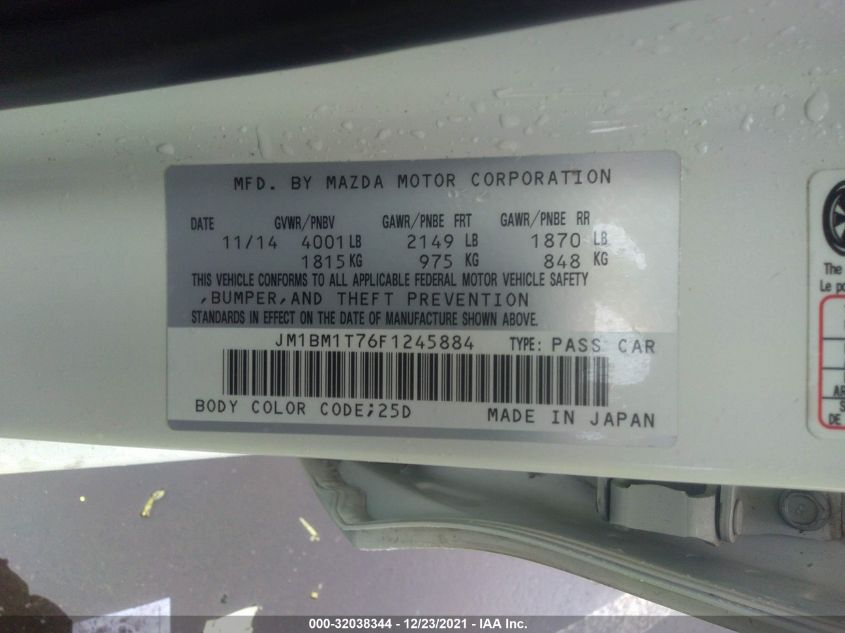 MFD. BY MAZDA MOTOR CORPORATION
DATE GVWR/PNBV GAWR/PNBE FRT GAWR/PNBE RR
11/14 4001 LB 2149 LB 1870 LB
1815 KG 975 KG 848 KG
THIS VEHICLE CONFORMS TO ALL APPLICABLE FEDERAL MOTOR VEHICLE SAFETY
,BUMPER,AND THEFT PREVENTION
STANDARDS IN EFFECT ON THE DATE OF MANUFACTURE SHOWN ABOVE.
JM1BM1T76F1245884 TYPE: PASS CAR
BODY COLOR CODE;25D MADE IN JAPAN
The
Le
DE
000-32038344 - 12/23/2021 - IAA Inc.